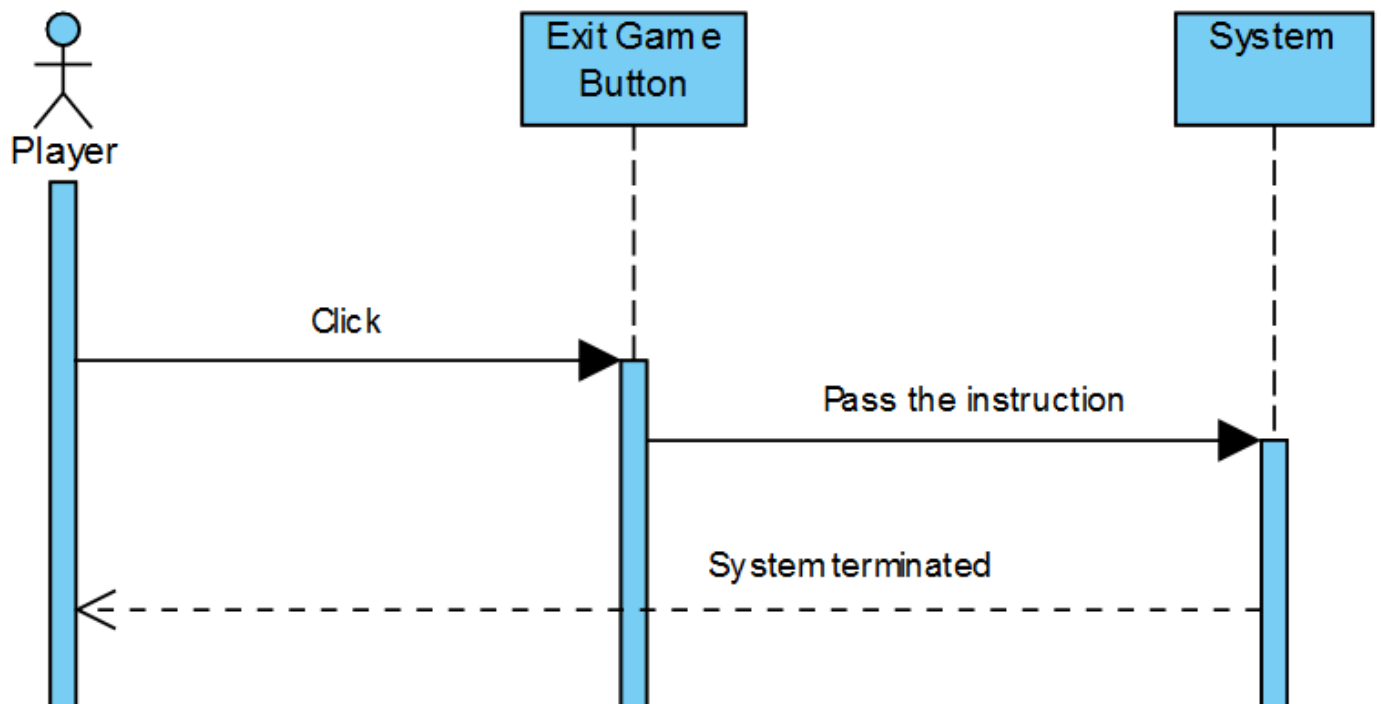 Exit Game
Button
System
Player
Click
Pass the instruction
System terminated